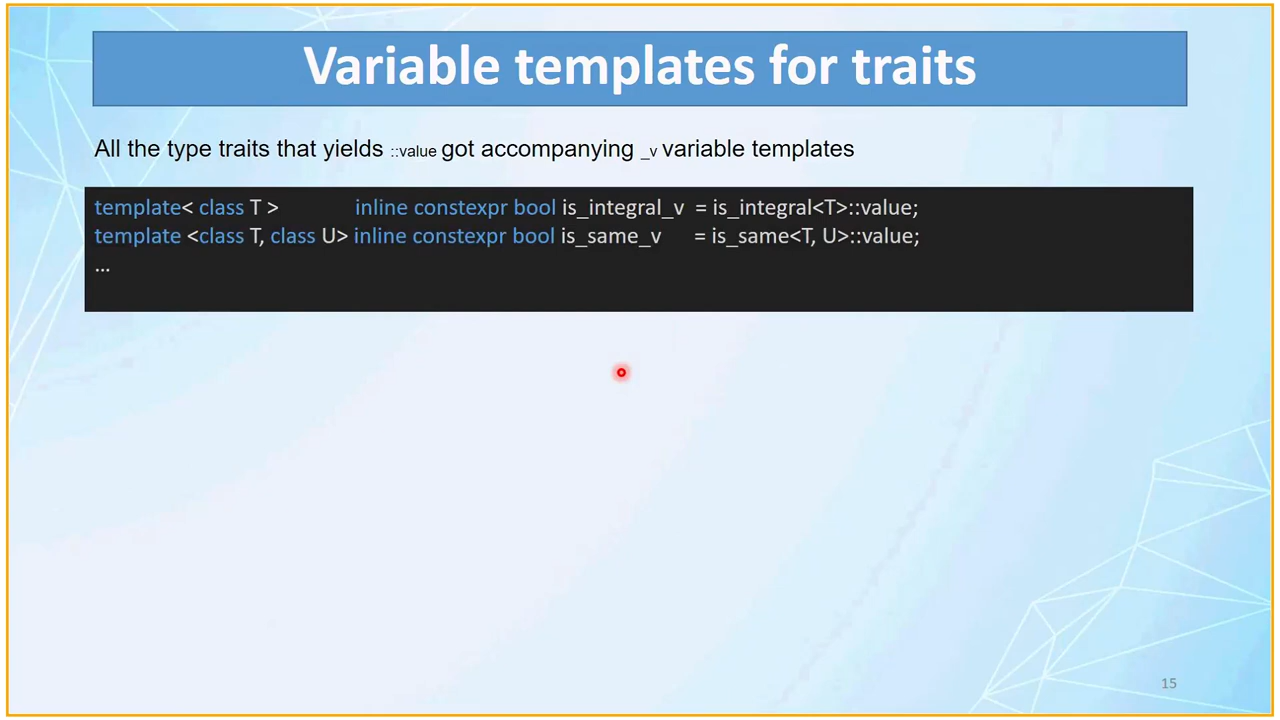 Variable templates for traits
All the type traits that yields ::value got accompanying _v variable templates
template< class T > inline constexpr bool is_integral_v = is_integral<T>::value;
template <class T, class U> inline constexpr bool is_same_v = is_same<T, U>::value;
...
15